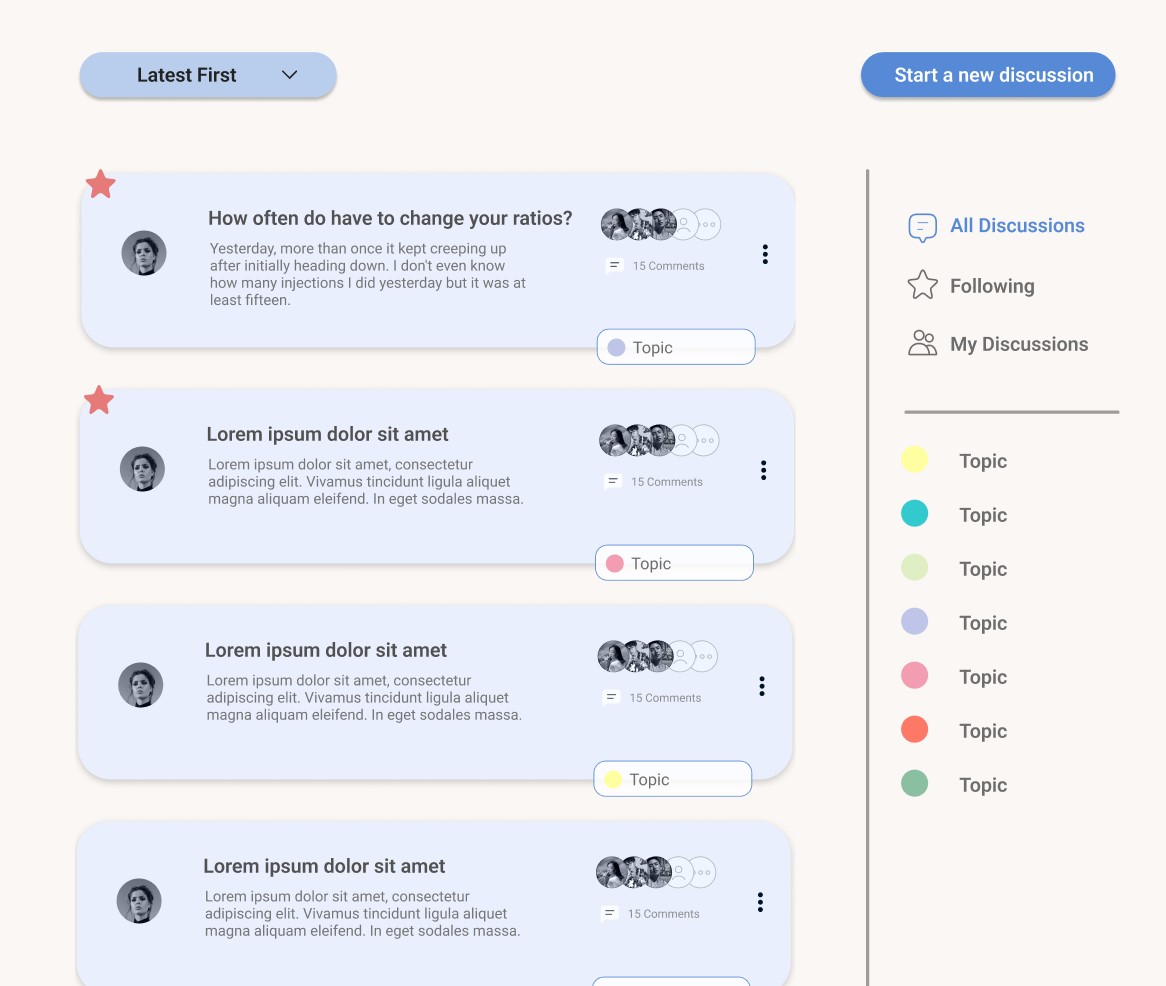 Latest First
Start a new discussion
How often do have to change your ratios?
Yesterday, more than once it kept creeping up
after initially heading down. I don't even know
how many injections I did yesterday but it was at
least fifteen.
15 Comments
Topic
Lorem ipsum dolor sit amet
Lorem ipsum dolor sit amet, consectetur
adipiscing elit. Vivamus tincidunt ligula aliquet
magna aliquam eleifend. In eget sodales massa.
15 Comments
Topic
Lorem ipsum dolor sit amet
Lorem ipsum dolor sit amet, consectetur
adipiscing elit. Vivamus tincidunt ligula aliquet
magna aliquam eleifend. In eget sodales massa.
15 Comments
Topic
Lorem ipsum dolor sit amet
Lorem ipsum dolor sit amet, consectetur
adipiscing elit. Vivamus tincidunt ligula aliquet
magna aliquam eleifend. In eget sodales massa.
15 Comments
All Discussions
Following
My Discussions
Topic
Topic
Topic
Topic
Topic
Topic
Topic